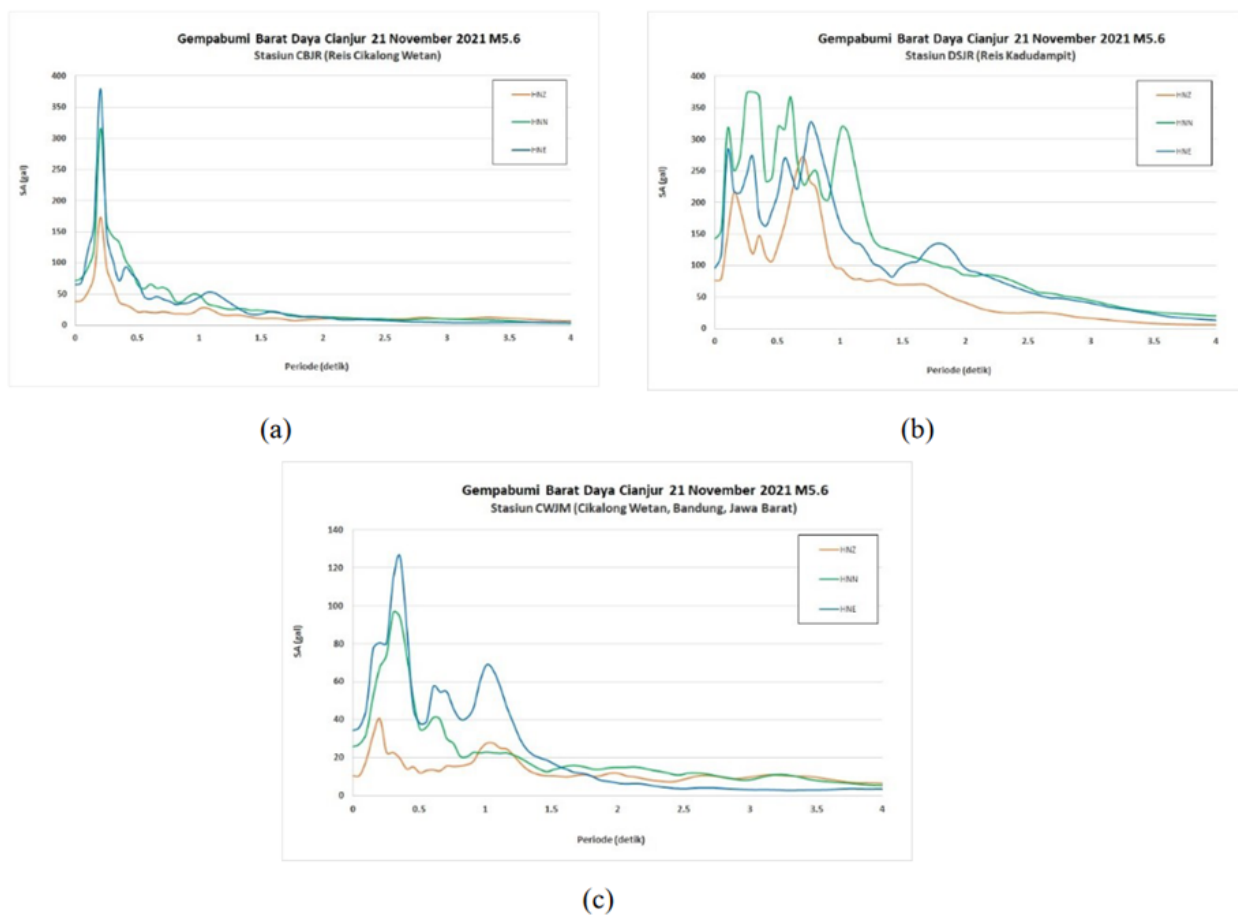 Gempabumi Barat Daya Cianjur 21 November 2021 M5.6
Stasiun CBJR (Reis Cikalong Wetan)
400
350
300
250
200
150
100
50
0
SA (gal)
HNZ
HNN
HNE
0 0.5 1 1.5 2 2.5 3 3.5 4
Periode (detik)
(a)
Gempabumi Barat Daya Cianjur 21 November 2021 M5.6
Stasiun DSJR (Reis Kadudampit)
400
350
300
250
200
150
100
50
0
SA (gal)
HNZ
HNN
HNE
0 0.5 1 1.5 2 2.5 3 3.5 4
Periode (detik)
(b)
Gempabumi Barat Daya Cianjur 21 November 2021 M5.6
Stasiun CWJM (Cikalong Wetan, Bandung, Jawa Barat)
140
120
100
80
60
40
20
0
SA (gal)
HNZ
HNN
HNE
0 0.5 1 1.5 2 2.5 3 3.5 4
Periode (detik)
(c)